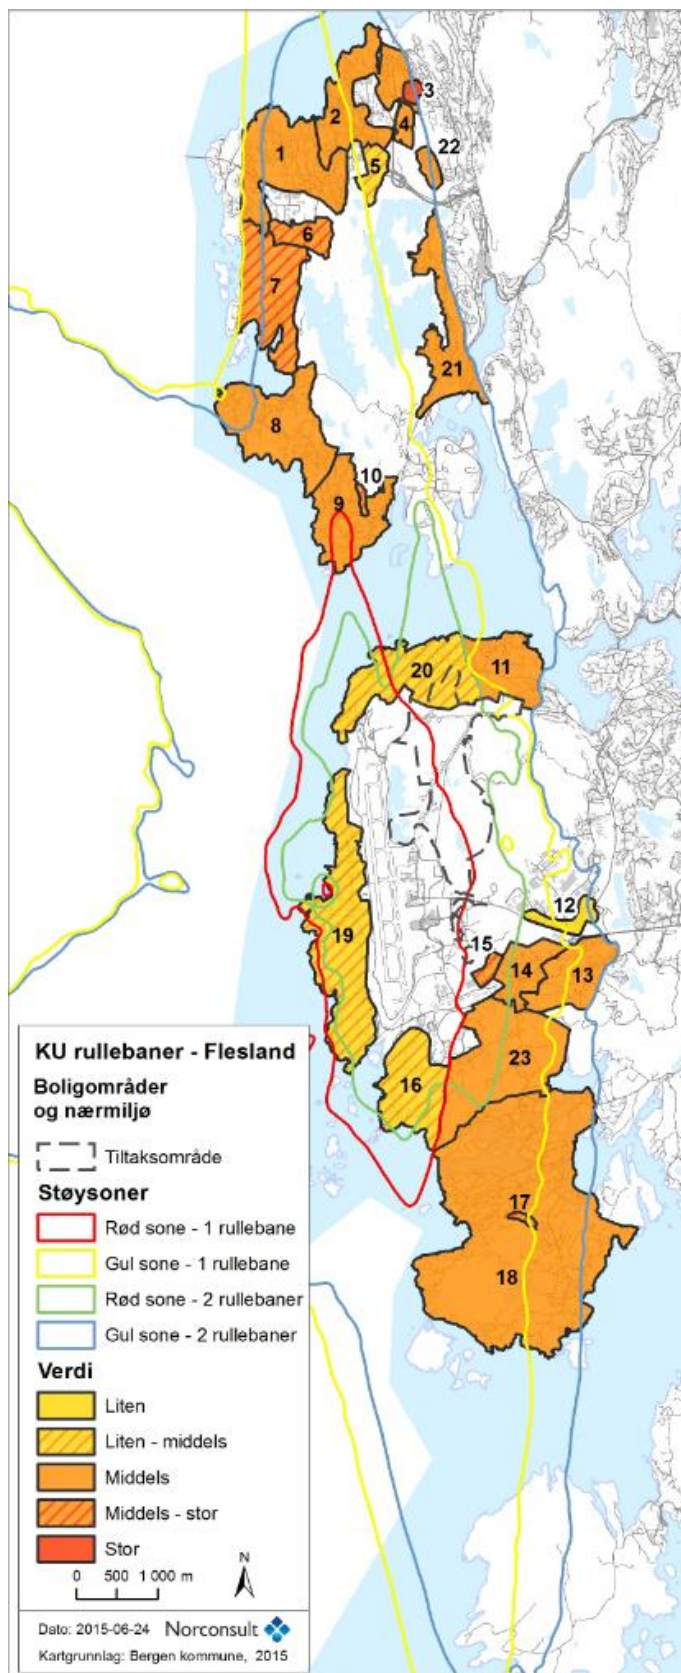 3
2
4
1
22
5
6
7
21
8
10
9
20
11
12
19
15
14
13
23
16
17
18
KU rullebaner - Flesland
Boligområder
og nærmiljø
Tiltaksområde
Støysoner
Rød sone - 1 rullebane
Gul sone - 1 rullebane
Rød sone - 2 rullebaner
Gul sone - 2 rullebaner
Verdi
Liten
Liten - middels
Middels
Middels - stor
Stor
N
0 500 1 000 m
Dato: 2015-06-24 Norconsult
Kartgrunnlag: Bergen kommune, 2015